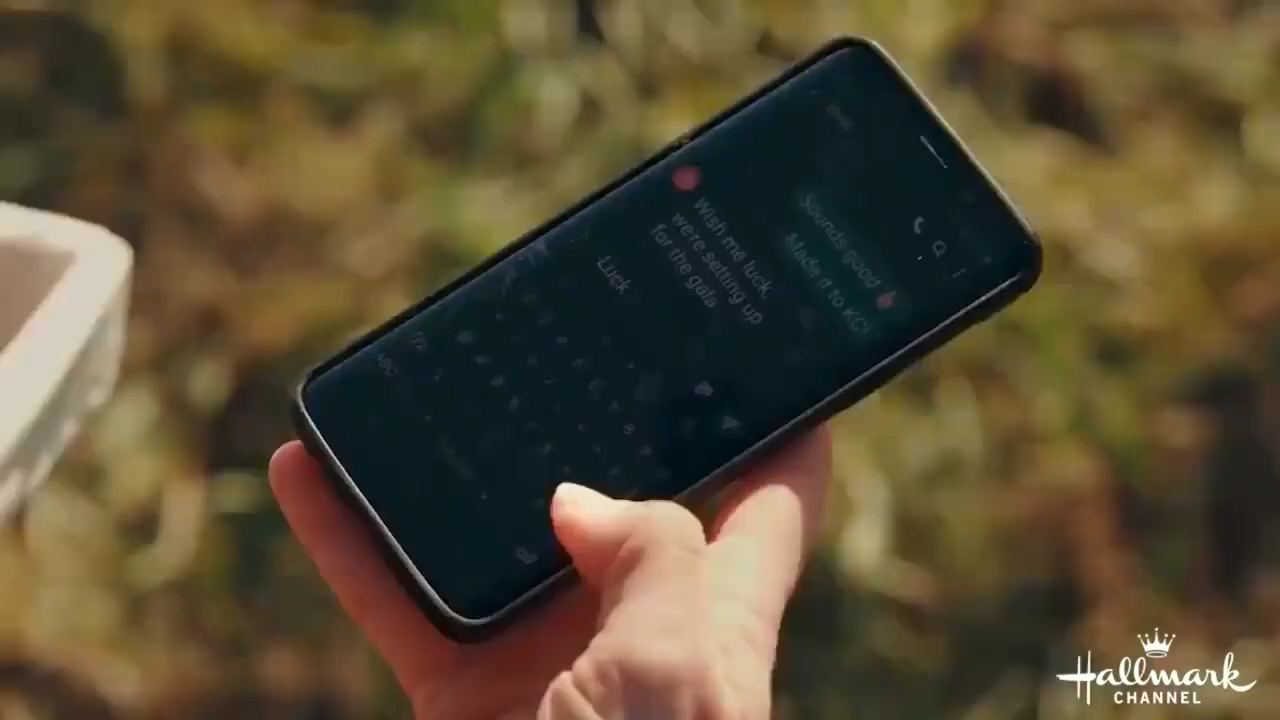 Made it to KC!
Sounds good
Wish me luck,
we're setting up
for the gala
Luck
ABC
Hallmark
CHANNEL